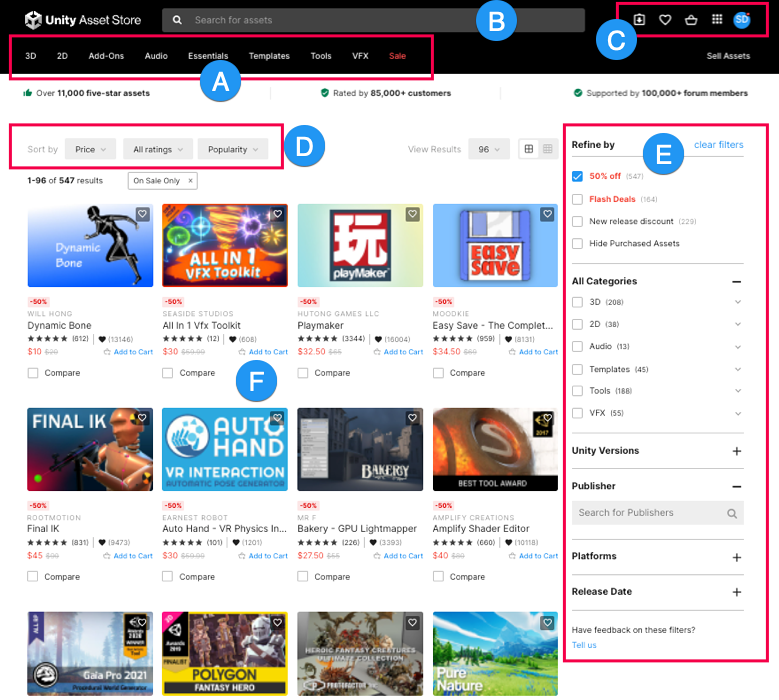 Unity Asset Store
Search for assets
B
C
SD
3D 2D Add-Ons Audio Essentials Templates Tools VFX Sale
Sell Assets
A
Over 11,000 five-star assets
Rated by 85,000+ customers
Supported by 100,000+ forum members
Sort by Price All ratings Popularity
D
View Results 96
1-96 of 547 results
On Sale Only ×
Refine by
E
clear filters
50% off (547)
Flash Deals (164)
New release discount (229)
Hide Purchased Assets
All Categories
3D (208)
2D (38)
Audio (13)
Templates (45)
Tools (188)
VFX (55)
Unity Versions
Publisher
Search for Publishers
Platforms
Release Date
Have feedback on these filters?
Tell us
Dynamic
Bone
-50%
WILL HONG
Dynamic Bone
(612) (13146)
$10 $20 Add to Cart
Compare
ALL IN 1
VFX Toolkit
-50%
SEASIDE STUDIOS
All In 1 Vfx Toolkit
(12) (608)
$30 $59.99 Add to Cart
Compare
玩
playMaker
-50%
HUTONG GAMES LLC
Playmaker
(3344) (16004)
$32.50 $65 Add to Cart
Compare
Easy
Save
-50%
MOODKIE
Easy Save - The Complet...
(959) (8131)
$34.50 $69 Add to Cart
Compare
F
FINAL IK
-50%
ROOTMOTION
Final IK
(831) (9473)
$45 $90 Add to Cart
Compare
AUTO
HAND
VR INTERACTION
AUTOMATIC POSE GENERATOR
-50%
EARNEST ROBOT
Auto Hand - VR Physics In...
(101) (1201)
$30 $59.99 Add to Cart
Compare
BAKERY
-50%
MR F
Bakery - GPU Lightmapper
(226) (3393)
$27.50 $55 Add to Cart
Compare
2017
BEST TOOL AWARD
-50%
AMPLIFY CREATIONS
Amplify Shader Editor
(660) (10118)
$40 $80 Add to Cart
Compare
Awards
2020
WINNER
Gaia Pro 2021
Procedural World Generator
Awards
2019
FINALIST
POLYGON
FANTASY HERO
HEROIC FANTASY CREATURES
ULTIMATE COLLECTION
PROTOFACTOR
Pure
Nature